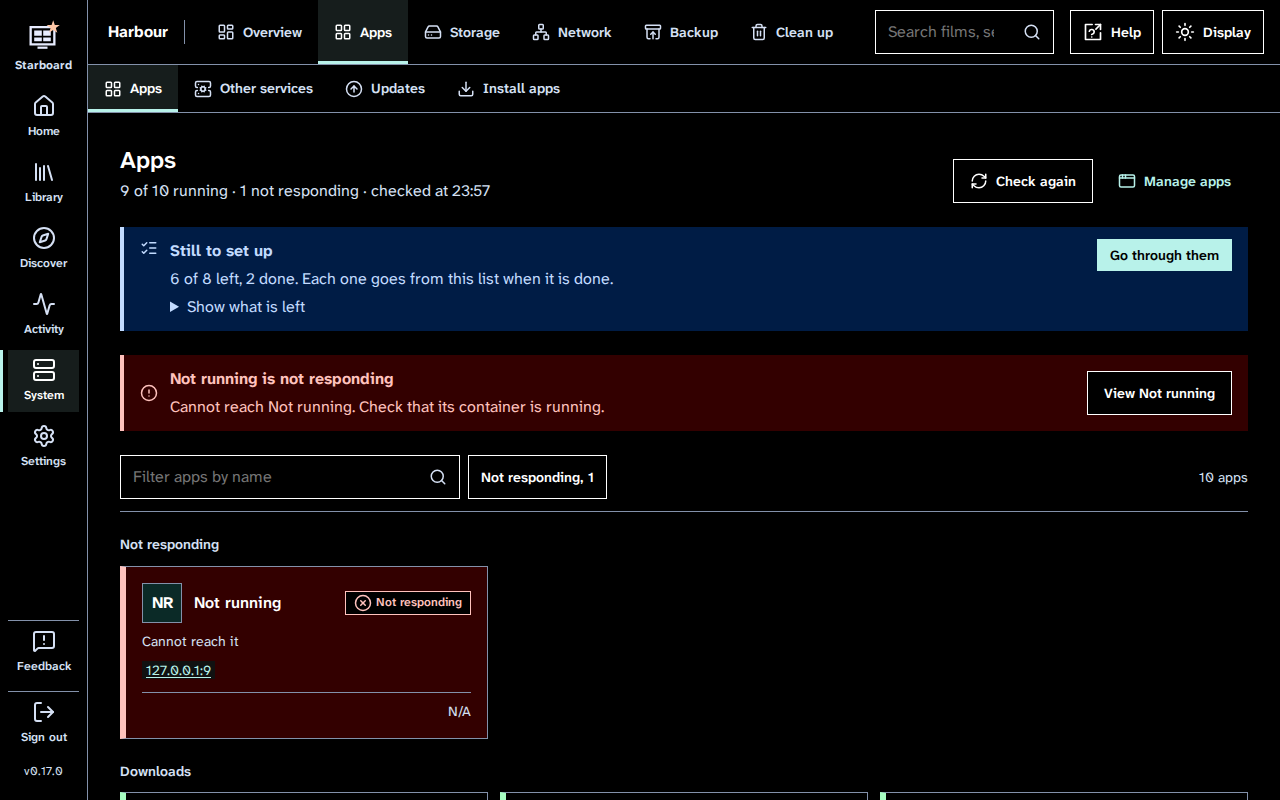 Starboard
Home
Library
Discover
Activity
System
Settings
Feedback
Sign out
v0.17.0
Harbour
Overview
Apps
Storage
Network
Backup
Clean up
Search films, se
Help
Display
Apps
Other services
Updates
Install apps
Apps
9 of 10 running · 1 not responding · checked at 23:57
Check again
Manage apps
Still to set up
6 of 8 left, 2 done. Each one goes from this list when it is done.
Show what is left
Go through them
Not running is not responding
Cannot reach Not running. Check that its container is running.
View Not running
Filter apps by name
Not responding, 1
10 apps
Not responding
NR
Not running
Not responding
Cannot reach it
127.0.0.1:9
N/A
Downloads